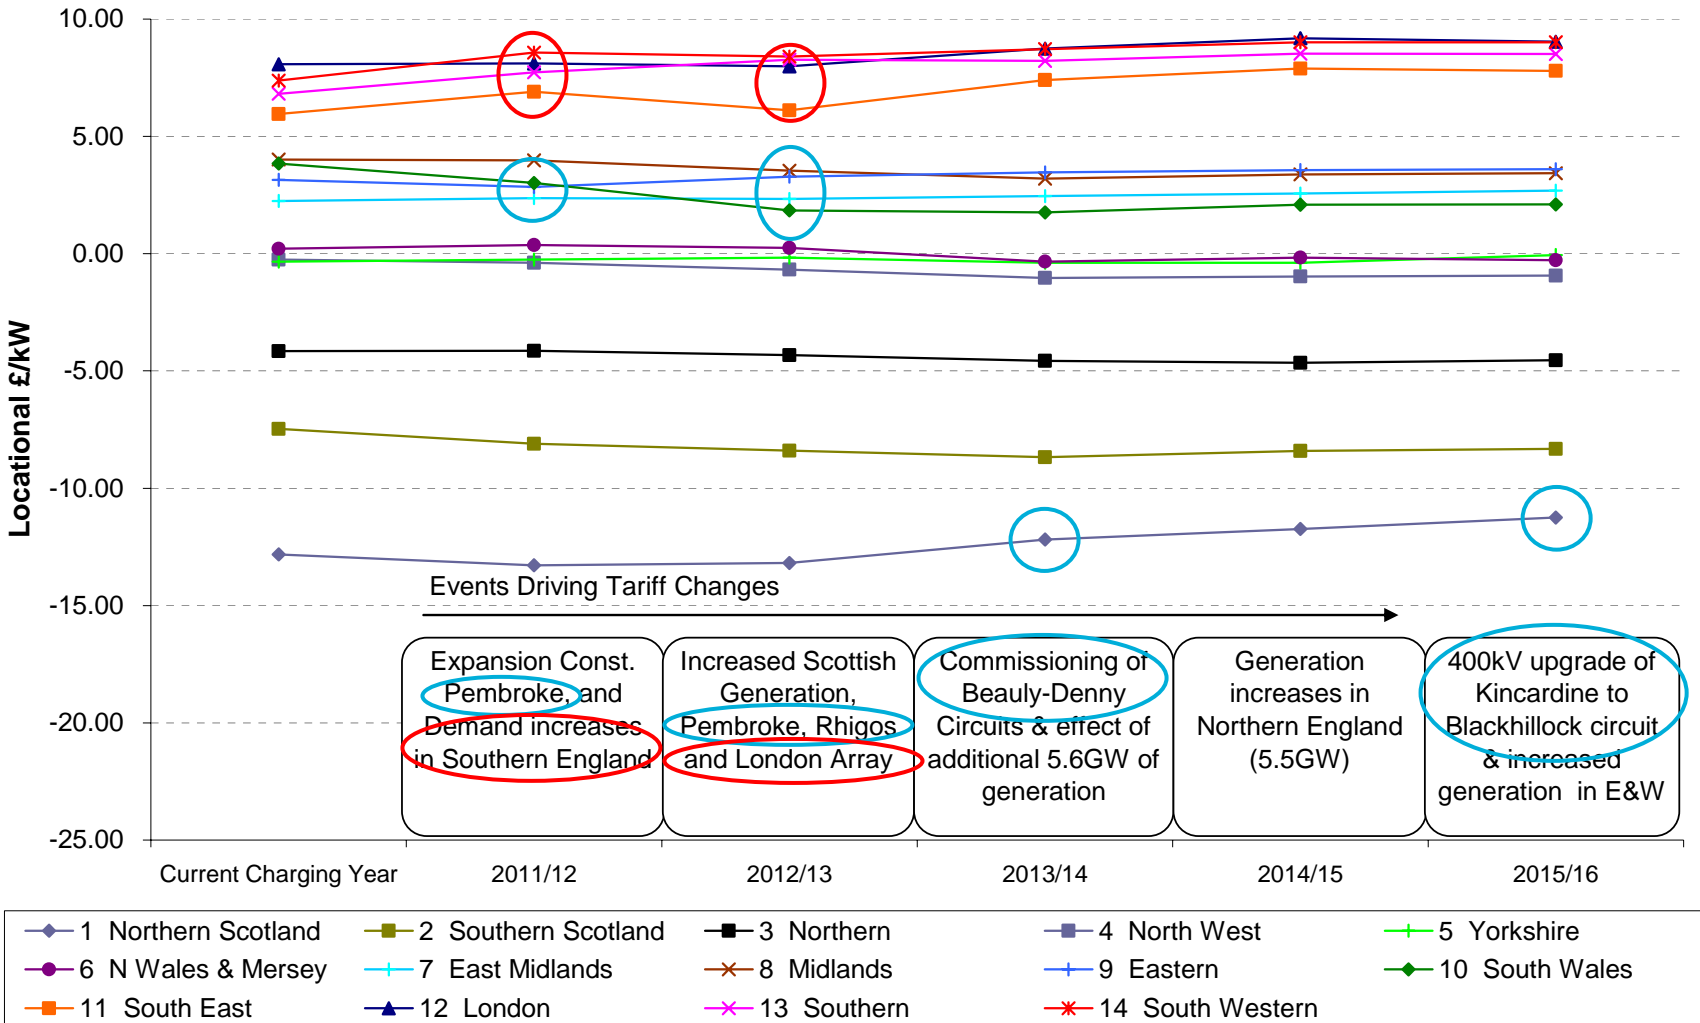 10.00
5.00
0.00
-5.00
-10.00
-15.00
-20.00
-25.00
Locational £/kW
Events Driving Tariff Changes
Expansion Const.
Pembroke, and
Demand increases
in Southern England
Increased Scottish
Generation,
Pembroke, Rhigos
and London Array
Commissioning of
Beauly-Denny
Circuits & effect of
additional 5.6GW of
generation
Generation
increases in
Northern England
(5.5GW)
400kV upgrade of
Kincardine to
Blackhillock circuit
& increased
generation in E&W
Current Charging Year 2011/12 2012/13 2013/14 2014/15 2015/16
1 Northern Scotland 2 Southern Scotland 3 Northern 4 North West 5 Yorkshire
6 N Wales & Mersey 7 East Midlands 8 Midlands 9 Eastern 10 South Wales
11 South East 12 London 13 Southern 14 South Western